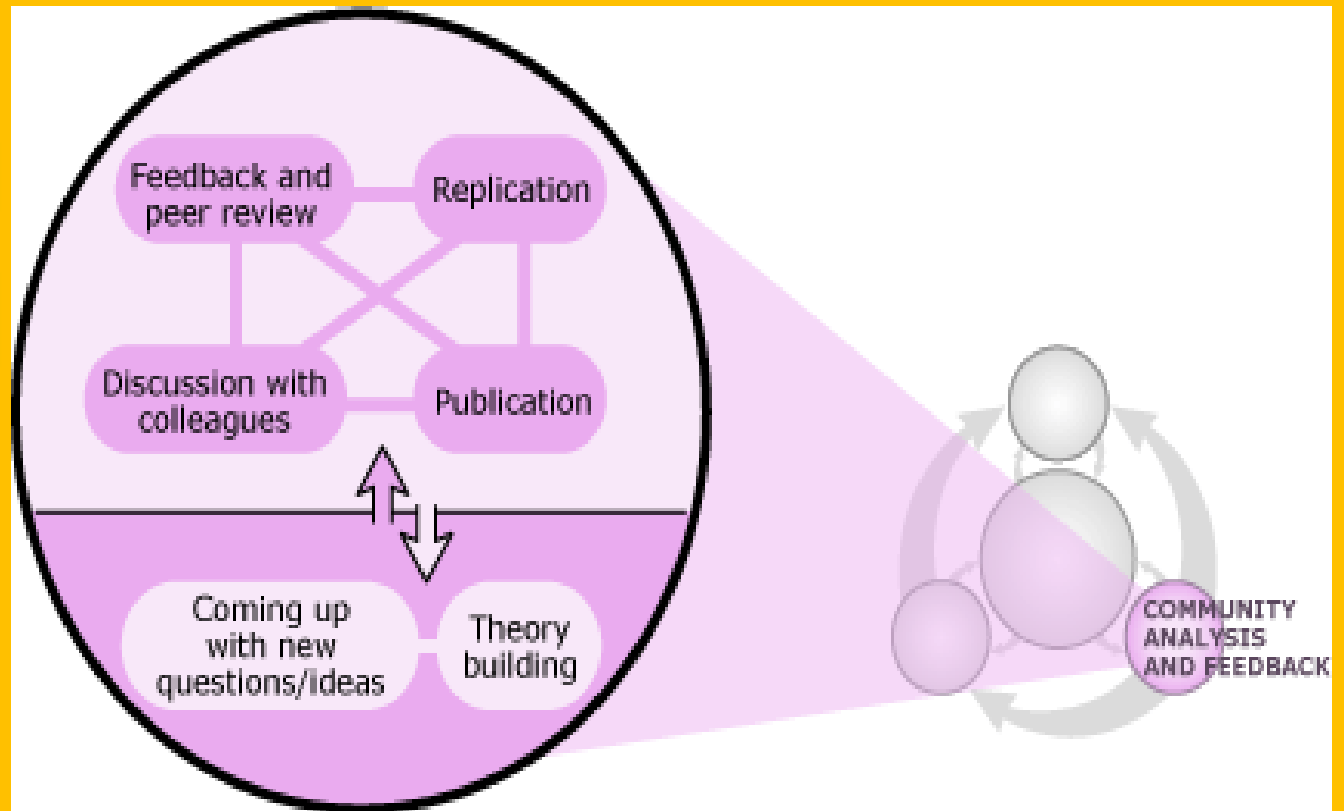 Feedback and
peer review
Replication
Discussion with
colleagues
Publication
Coming up
with new
questions/ideas
Theory
building
COMMUNITY
ANALYSIS
AND FEEDBACK